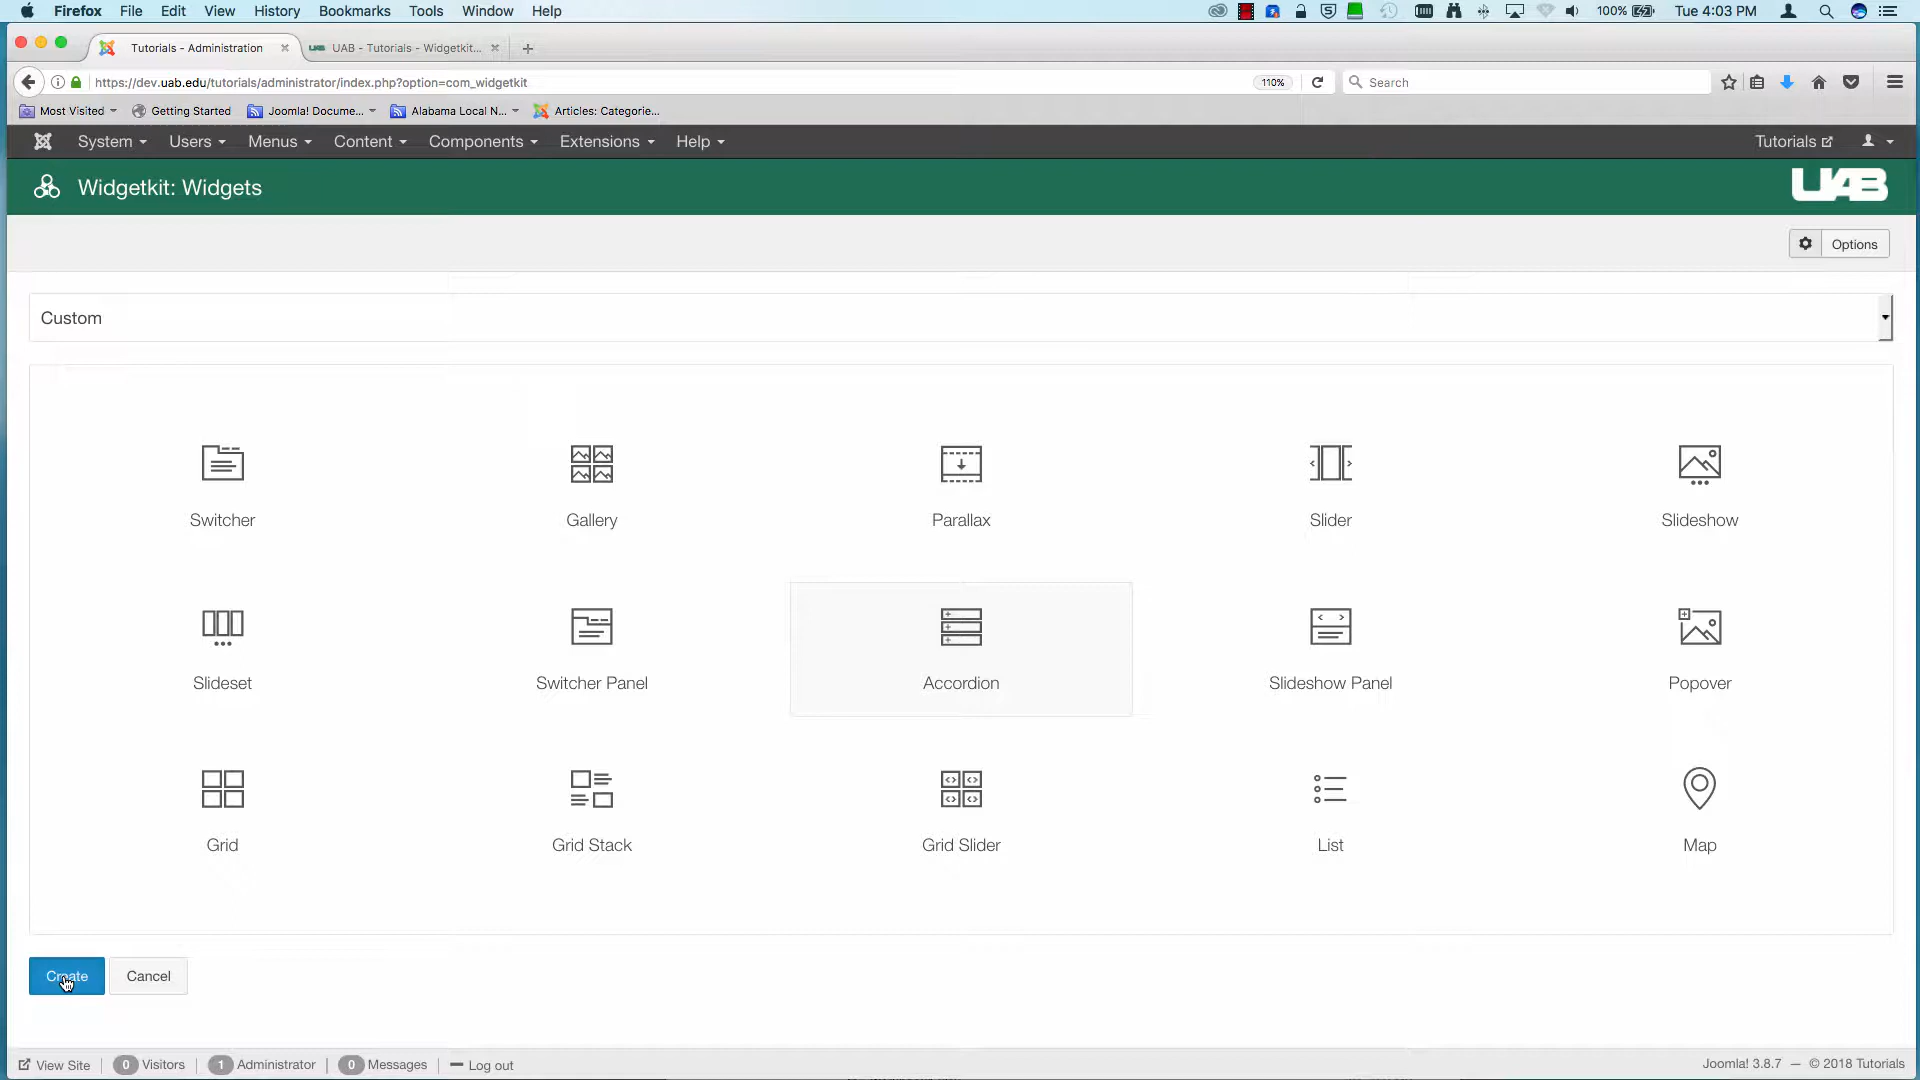 Firefox File Edit View History Bookmarks Tools Window Help 100% Tue 4:03 PM
Tutorials - Administration UAB - Tutorials - Widgetkit...
https://dev.uab.edu/tutorials/administrator/index.php?option=com_widgetkit 110% Search
Most Visited Getting Started Joomla! Docume... Alabama Local N... Articles: Categorie...
System Users Menus Content Components Extensions Help Tutorials
Widgetkit: Widgets UAB
Options
Custom
Switcher Gallery Parallax Slider Slideshow
Slideset Switcher Panel Accordion Slideshow Panel Popover
Grid Grid Stack Grid Slider List Map
Create Cancel
View Site 0 Visitors 1 Administrator 0 Messages Log out Joomla! 3.8.7 — © 2018 Tutorials